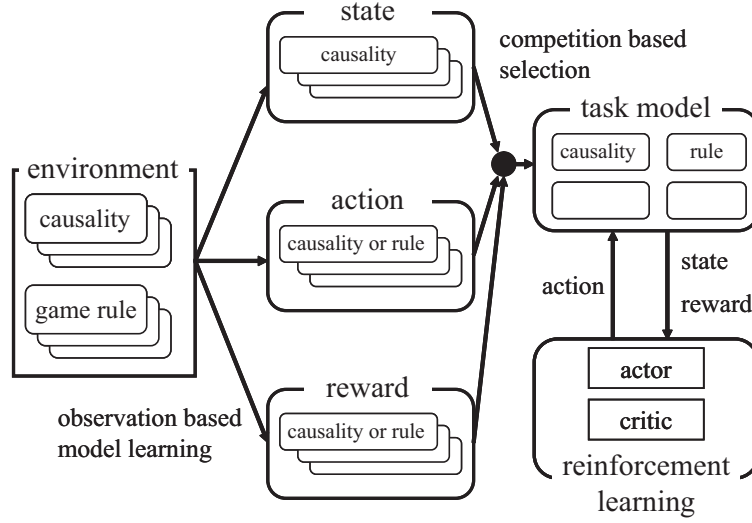 state
causality
competition based
selection
task model
causality
rule
environment
causality
game rule
action
causality or rule
action
state
reward
observation based
model learning
reward
causality or rule
actor
critic
reinforcement
learning